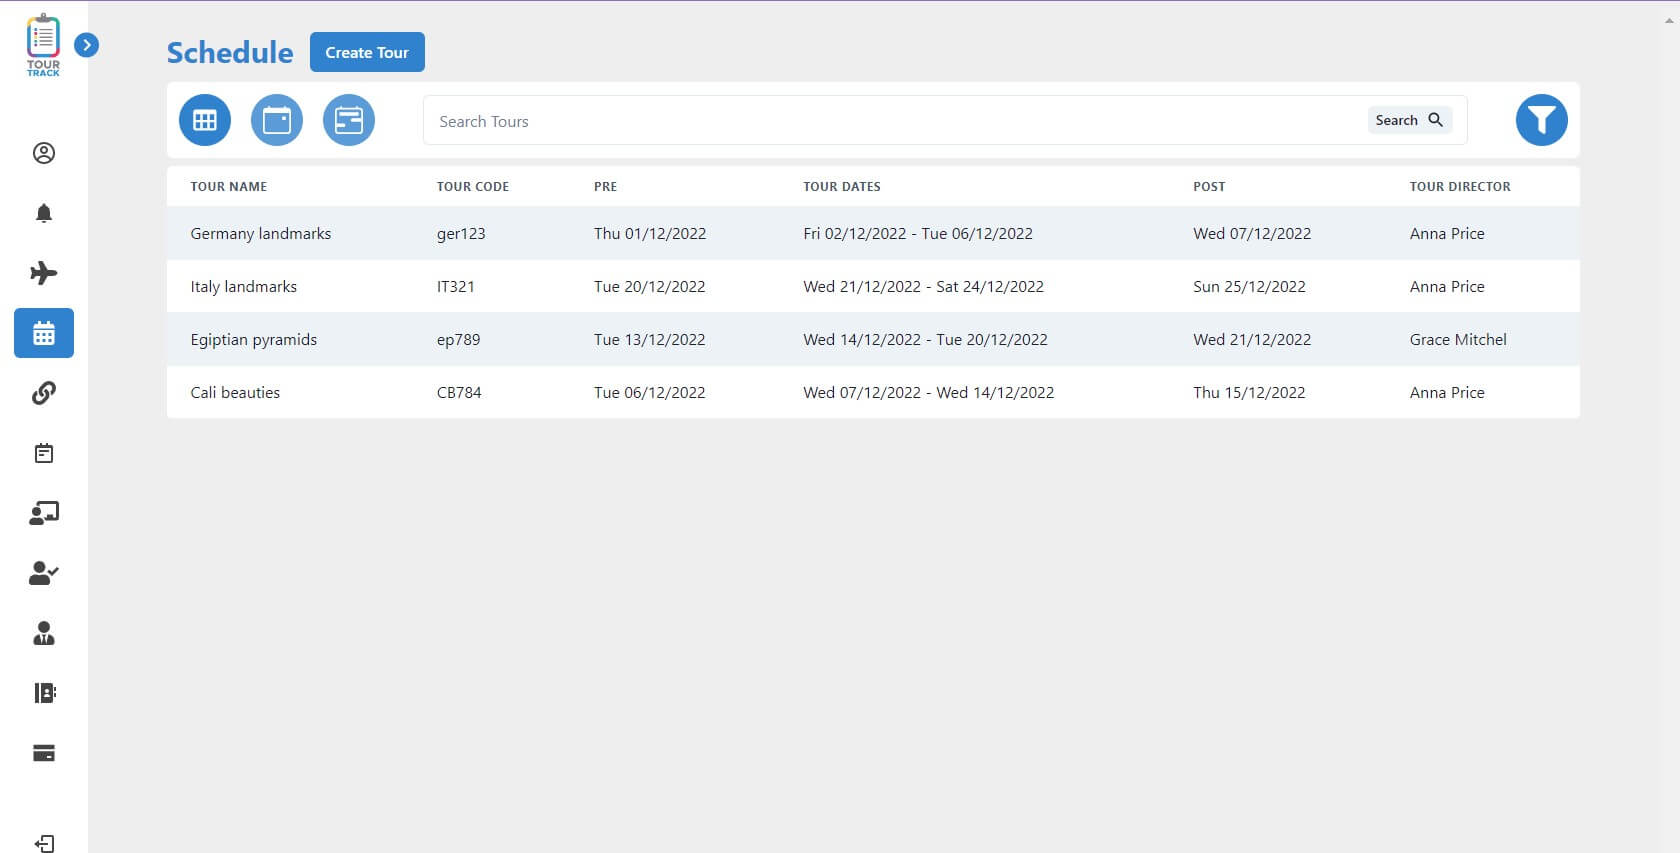 TOUR
TRACK
Schedule Create Tour
Search Tours Search
TOUR NAME TOUR CODE PRE TOUR DATES POST TOUR DIRECTOR
Germany landmarks ger123 Thu 01/12/2022 Fri 02/12/2022 - Tue 06/12/2022 Wed 07/12/2022 Anna Price
Italy landmarks IT321 Tue 20/12/2022 Wed 21/12/2022 - Sat 24/12/2022 Sun 25/12/2022 Anna Price
Egiptian pyramids ep789 Tue 13/12/2022 Wed 14/12/2022 - Tue 20/12/2022 Wed 21/12/2022 Grace Mitchel
Cali beauties CB784 Tue 06/12/2022 Wed 07/12/2022 - Wed 14/12/2022 Thu 15/12/2022 Anna Price